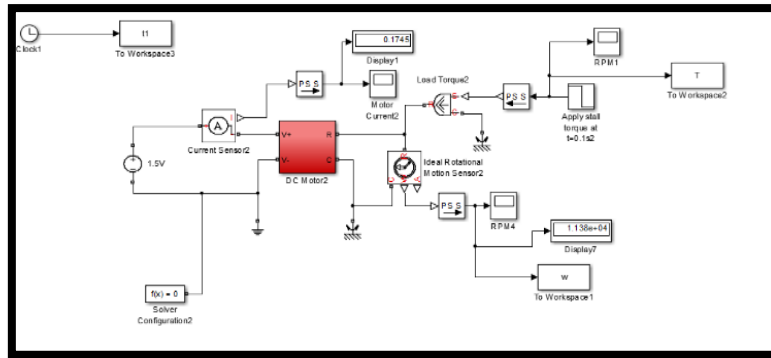 Clock1
t1
To Workspace3
0.1745
Display1
PS S
Motor
Current2
A
I
Current Sensor2
1.5V
V+
V-
R
C
DC Motor2
Load Torque2
PS S
RPM1
T
To Workspace2
Apply stall
torque at
t=0.1s2
Ideal Rotational
Motion Sensor2
PS S
RPM4
1.138e+04
Display7
w
To Workspace1
f(x) = 0
Solver
Configuration2